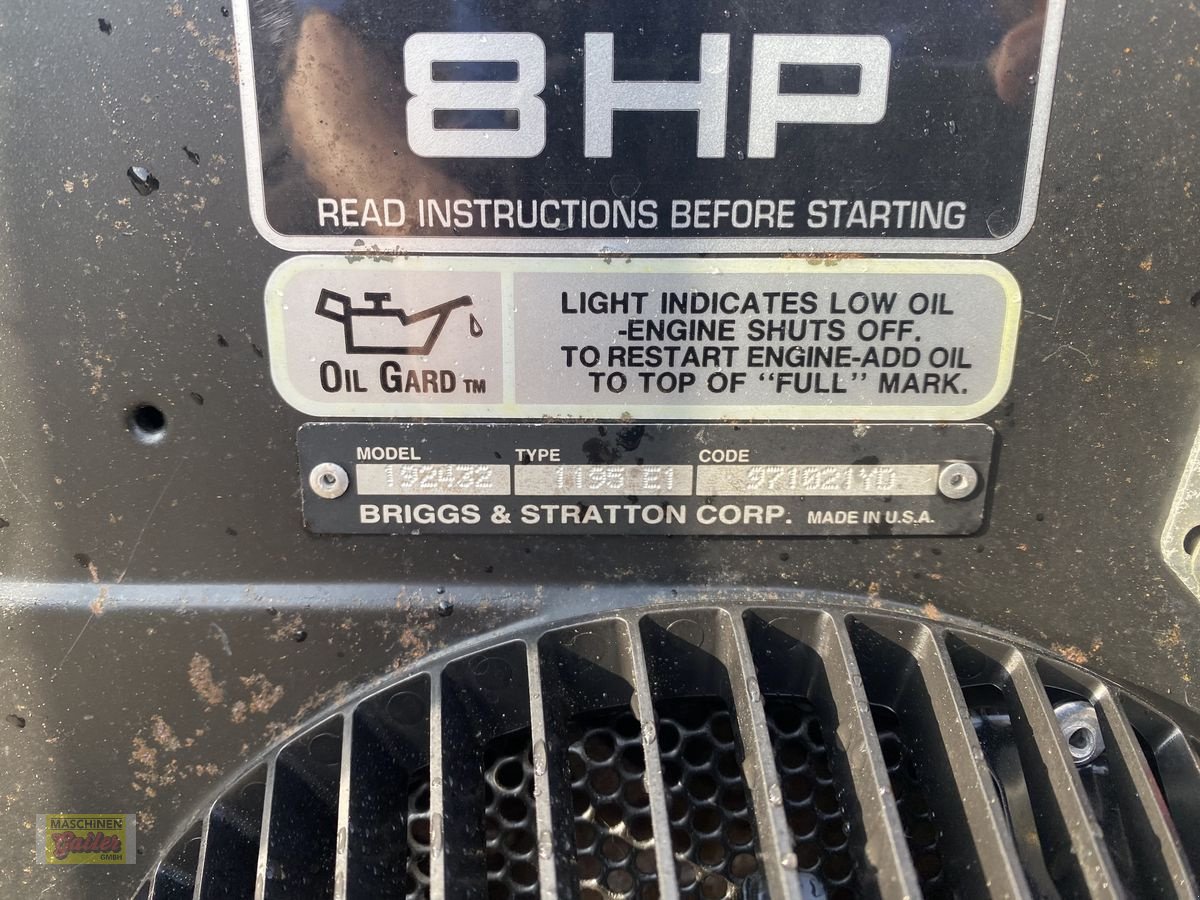 8HP
READ INSTRUCTIONS BEFORE STARTING
OIL GARD TM
LIGHT INDICATES LOW OIL
-ENGINE SHUTS OFF.
TO RESTART ENGINE-ADD OIL
TO TOP OF "FULL" MARK.
MODEL TYPE CODE
192432 1195 E1 971021YD
BRIGGS & STRATTON CORP. MADE IN U.S.A.
MASCHINEN
Gailer
GMBH